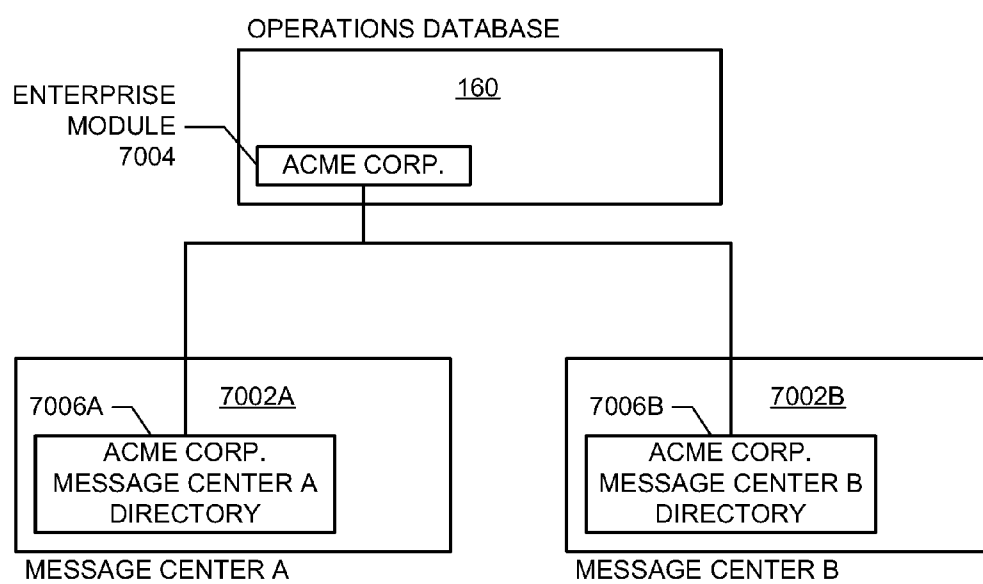 OPERATIONS DATABASE
160
ENTERPRISE
MODULE
7004
ACME CORP.
7002A
7006A
ACME CORP.
MESSAGE CENTER A
DIRECTORY
MESSAGE CENTER A
7002B
7006B
ACME CORP.
MESSAGE CENTER B
DIRECTORY
MESSAGE CENTER B